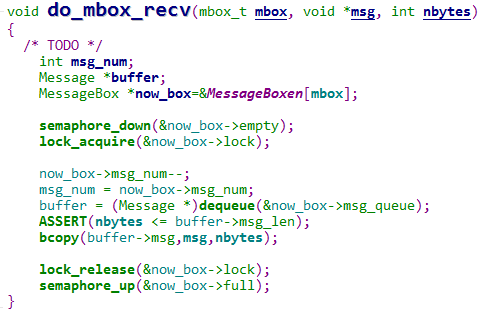 void do_mbox_recv(mbox_t mbox, void *msg, int nbytes)
{
  /* TODO */
    int msg_num;
    Message *buffer;
    MessageBox *now_box=&MessageBoxen[mbox];

    semaphore_down(&now_box->empty);
    lock_acquire(&now_box->lock);

    now_box->msg_num--;
    msg_num = now_box->msg_num;
    buffer = (Message *)dequeue(&now_box->msg_queue);
    ASSERT(nbytes <= buffer->msg_len);
    bcopy(buffer->msg,msg,nbytes);

    lock_release(&now_box->lock);
    semaphore_up(&now_box->full);
}